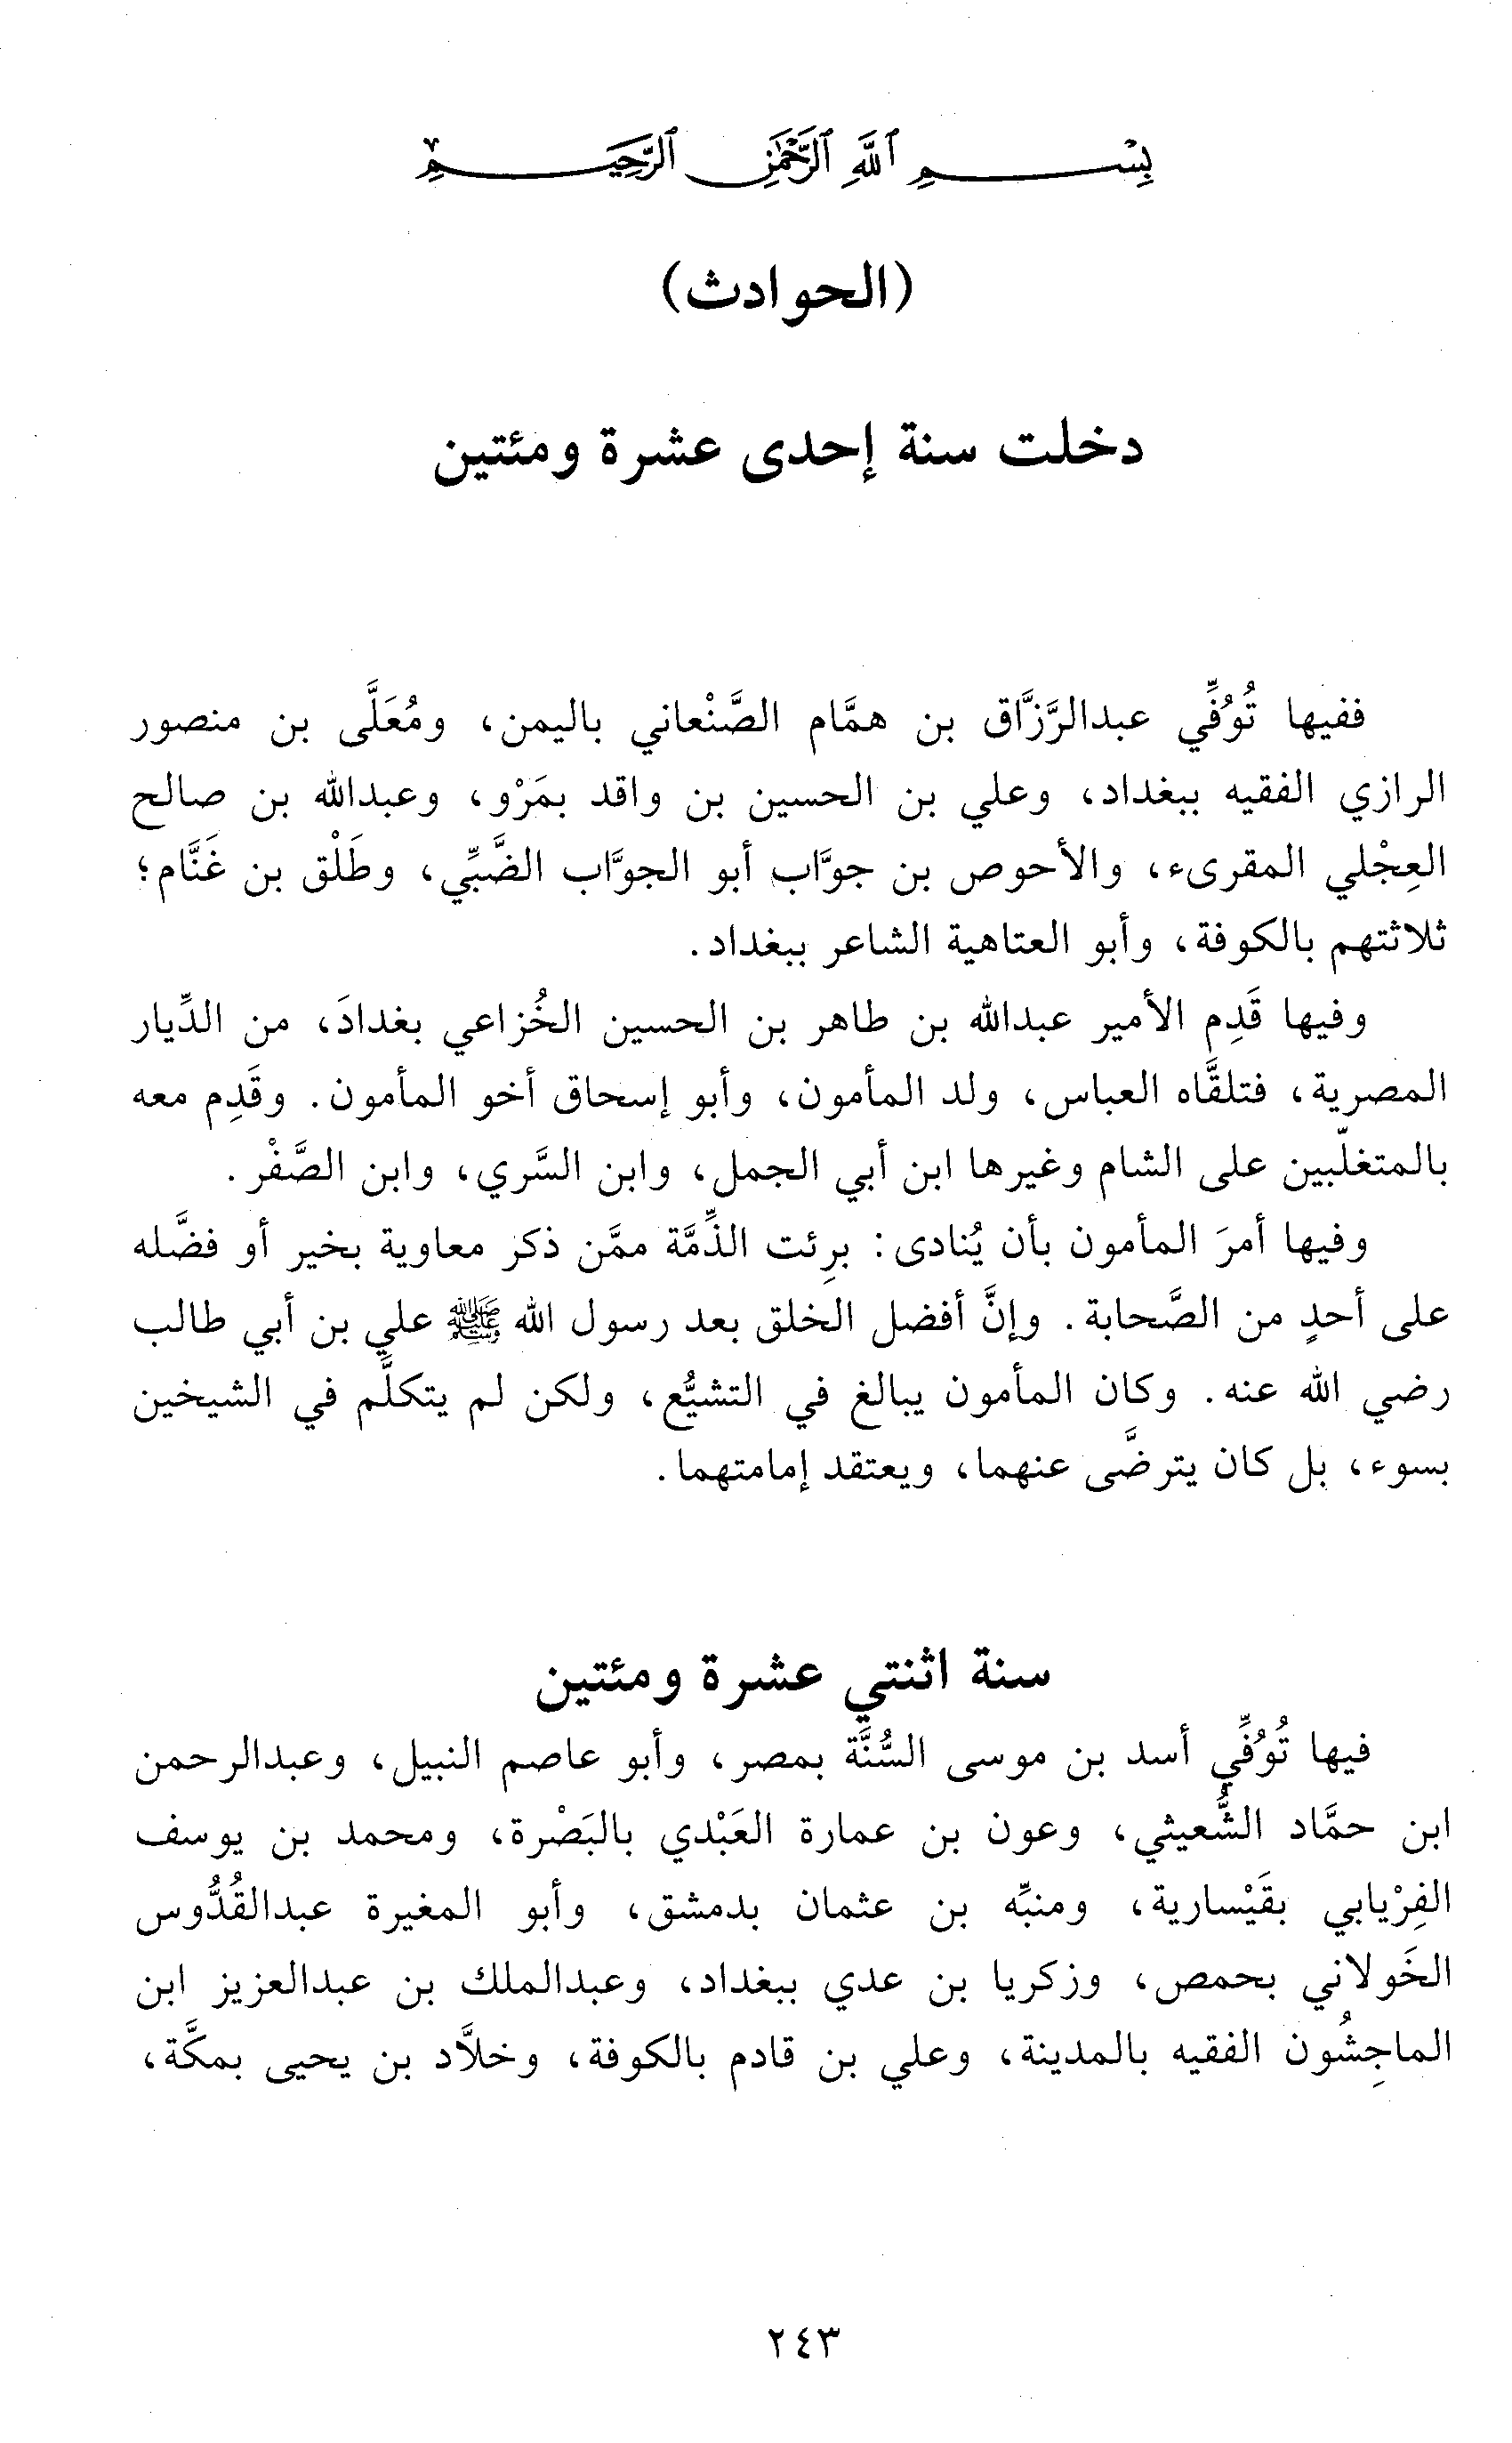 بِسْمِ ٱللَّهِ ٱلرَّحْمَٰنِ ٱلرَّحِيمِ
(الحوادث)
دخلت سنة إحدى عشرة ومئتين
ففيها تُوُفِّي عبدالرَّزَّاق بن همَّام الصَّنْعاني باليمن، ومُعَلَّى بن منصور
الرازي الفقيه ببغداد، وعلي بن الحسين بن واقد بمَرْو، وعبدالله بن صالح
العِجْلي المقرىء، والأحوص بن جوَّاب أبو الجوَّاب الضَّبِّي، وطَلْق بن غَنَّام؛
ثلاثتهم بالكوفة، وأبو العتاهية الشاعر ببغداد.
وفيها قَدِم الأمير عبدالله بن طاهر بن الحسين الخُزاعي بغدادَ، من الدِّيار
المصرية، فتلقَّاه العباس، ولد المأمون، وأبو إسحاق أخو المأمون. وقَدِم معه
بالمتغلّبين على الشام وغيرها ابن أبي الجمل، وابن السَّري، وابن الصَّفْر.
وفيها أمرَ المأمون بأن يُنادى: برِئت الذِّمَّة ممَّن ذكر معاوية بخير أو فضَّله
على أحدٍ من الصَّحابة. وإنَّ أفضل الخلق بعد رسول الله ﷺ علي بن أبي طالب
رضي الله عنه. وكان المأمون يبالغ في التشيُّع، ولكن لم يتكلَّم في الشيخين
بسوء، بل كان يترضَّى عنهما، ويعتقد إمامتهما.
سنة اثنتي عشرة ومئتين
فيها تُوُفِّي أسد بن موسى السُّنَّة بمصر، وأبو عاصم النبيل، وعبدالرحمن
ابن حمَّاد الشُّعيثي، وعون بن عمارة العَبْدي بالبَصْرة، ومحمد بن يوسف
الفِرْيابي بقَيْسارية، ومنبِّه بن عثمان بدمشق، وأبو المغيرة عبدالقُدُّوس
الخَولاني بحمص، وزكريا بن عدي ببغداد، وعبدالملك بن عبدالعزيز ابن
الماجِشُون الفقيه بالمدينة، وعلي بن قادم بالكوفة، وخلاَّد بن يحيى بمكَّة،
٢٤٣